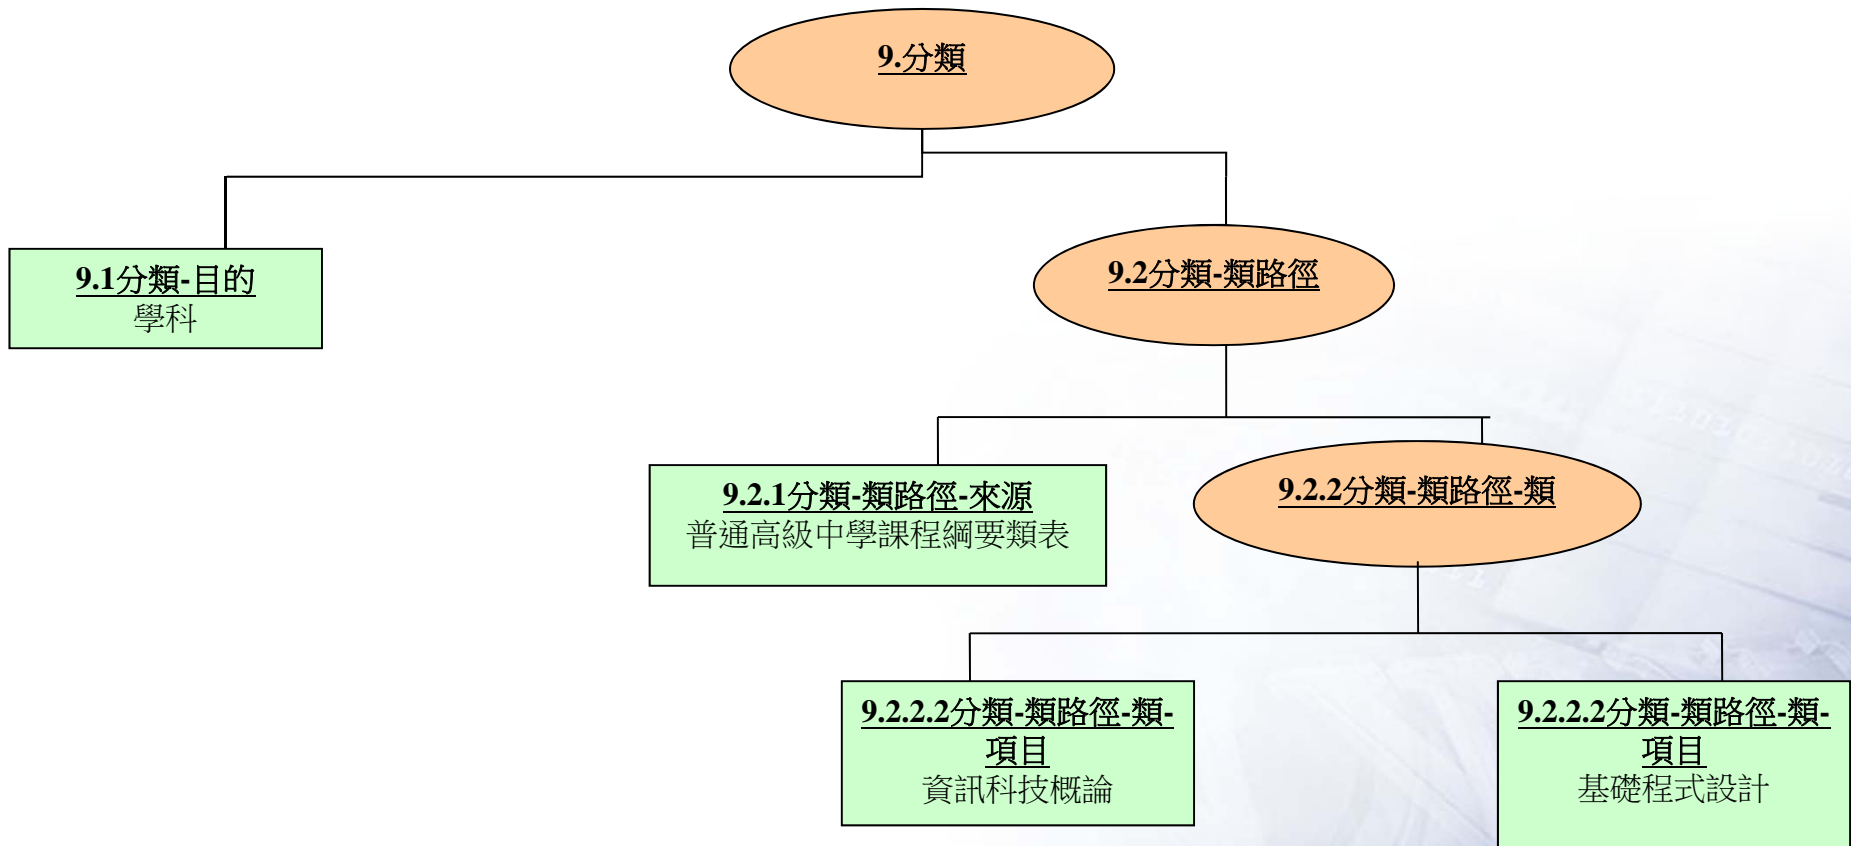 9.分類
9.1分類-目的
學科
9.2分類-類路徑
9.2.1分類-類路徑-來源
普通高級中學課程綱要類表
9.2.2分類-類路徑-類
9.2.2.2分類-類路徑-類-
項目
資訊科技概論
9.2.2.2分類-類路徑-類-
項目
基礎程式設計